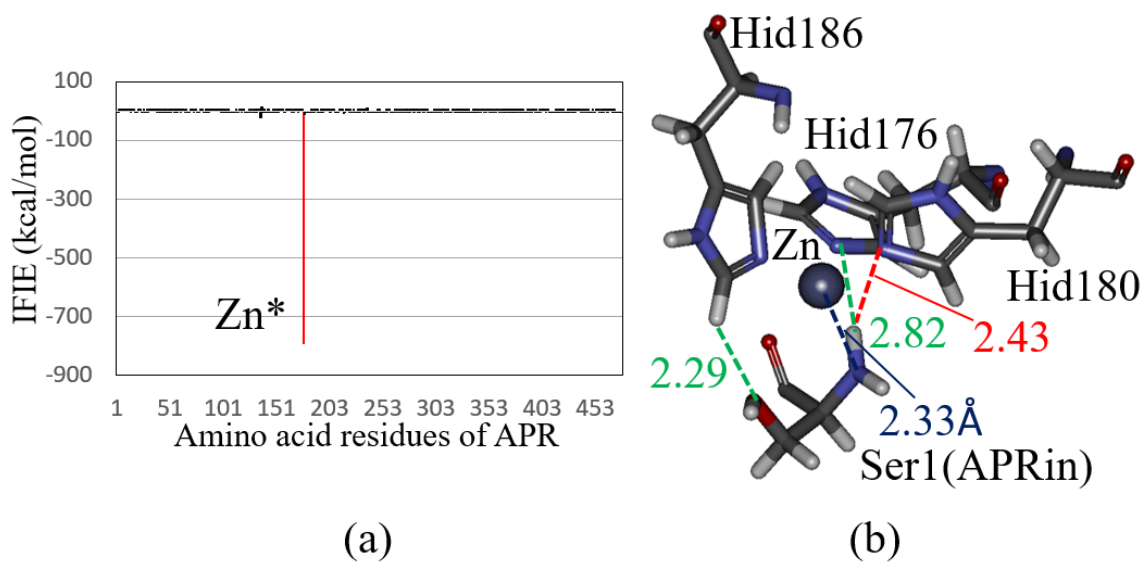 100
-100
-300
-500
-700
-900
IFIE (kcal/mol)
Zn*
1 51 101 151 203 253 303 353 403 453
Amino acid residues of APR
(a)
Hid186
Hid176
Zn
Hid180
2.82
2.43
2.29
2.33Å
Ser1(APRin)
(b)